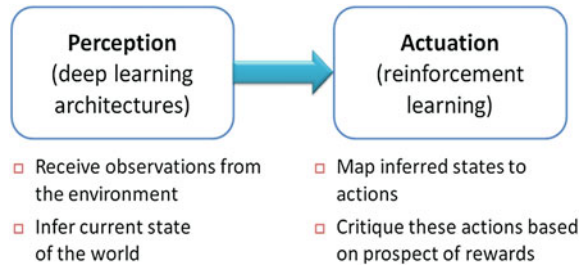 Perception
(deep learning
architectures)
Actuation
(reinforcement
learning)
Receive observations from
the environment
Infer current state
of the world
Map inferred states to
actions
Critique these actions based
on prospect of rewards